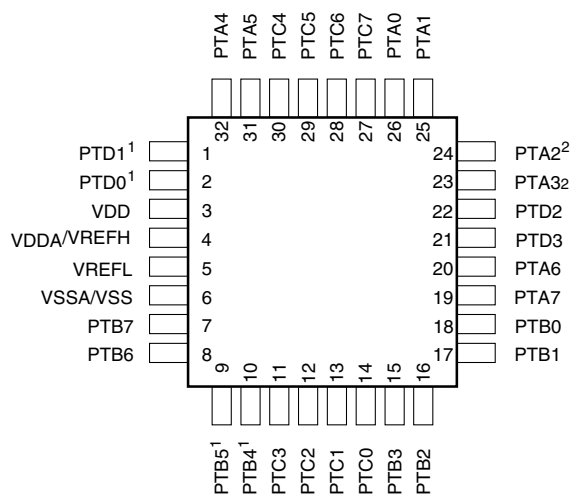 PTA4 PTA5 PTC4 PTC5 PTC6 PTC7 PTA0 PTA1
32 31 30 29 28 27 26 25
PTD1¹ 1 24 PTA2²
PTD0¹ 2 23 PTA32
VDD 3 22 PTD2
VDDA/VREFH 4 21 PTD3
VREFL 5 20 PTA6
VSSA/VSS 6 19 PTA7
PTB7 7 18 PTB0
PTB6 8 17 PTB1
9 10 11 12 13 14 15 16
PTB5¹ PTB4¹ PTC3 PTC2 PTC1 PTC0 PTB3 PTB2